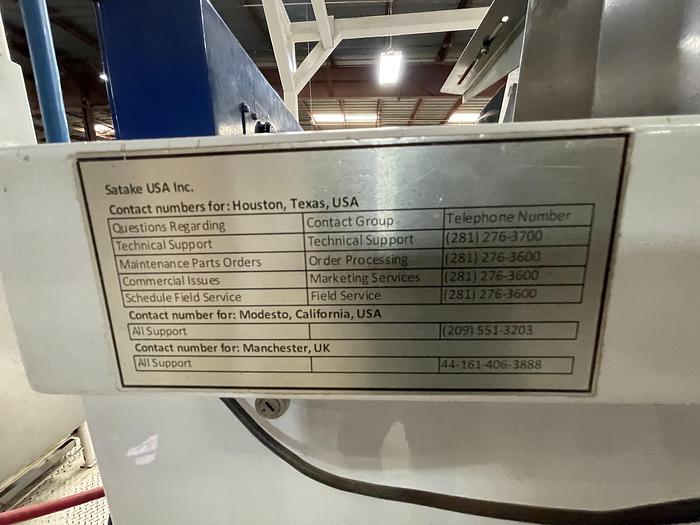 Satake USA Inc.
Contact numbers for: Houston, Texas, USA
Questions Regarding Contact Group Telephone Number
Technical Support Technical Support (281) 276-3700
Maintenance Parts Orders Order Processing (281) 276-3600
Commercial Issues Marketing Services (281) 276-3600
Schedule Field Service Field Service (281) 276-3600
Contact number for: Modesto, California, USA
All Support (209) 551-3203
Contact number for: Manchester, UK
All Support 44-161-406-3888